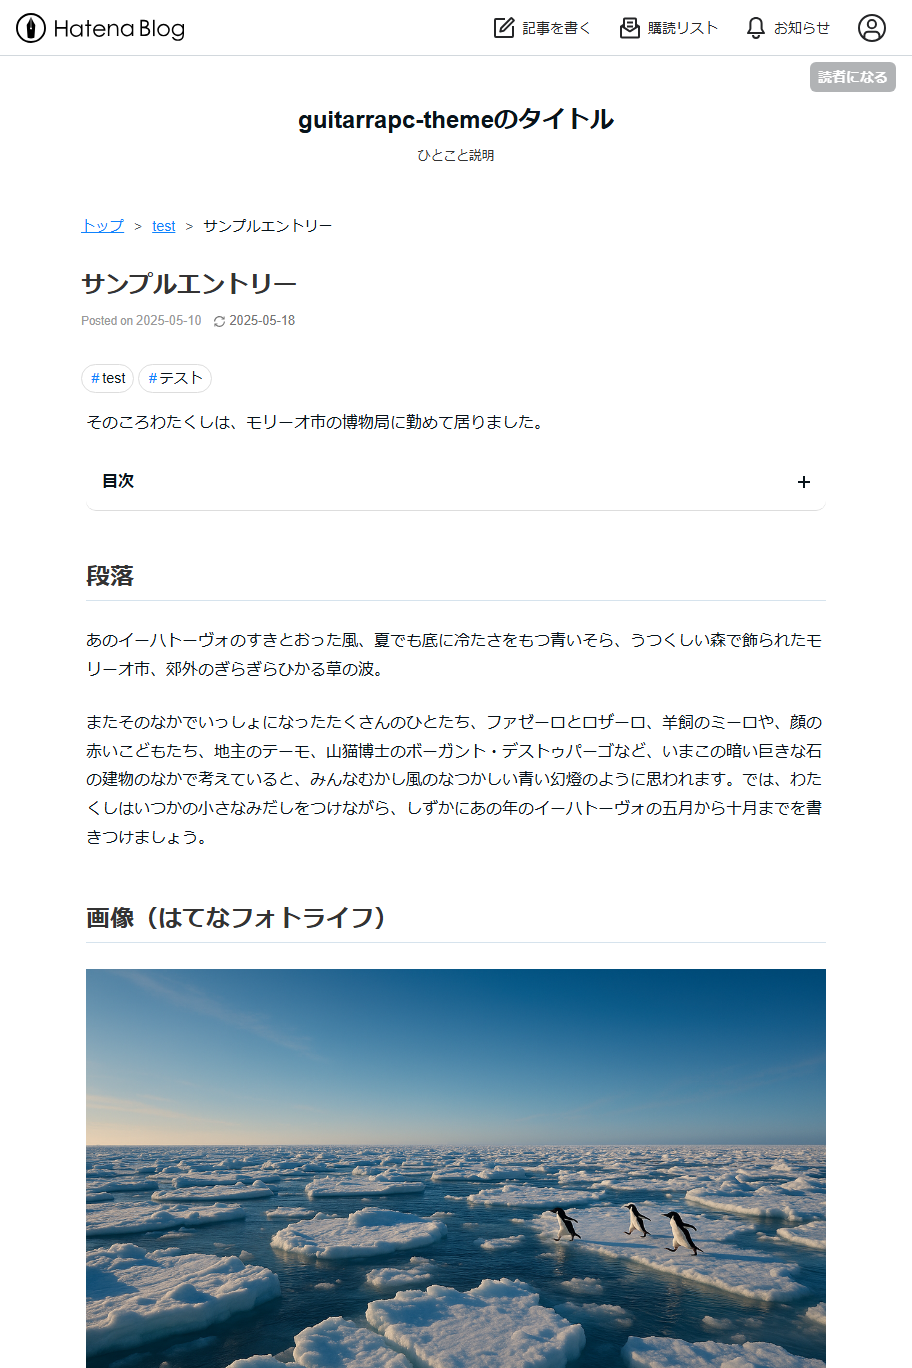 Hatena Blog
記事を書く
購読リスト
お知らせ
読者になる
guitarrapc-themeのタイトル
ひとこと説明
トップ > test > サンプルエントリー
サンプルエントリー
Posted on 2025-05-10 2025-05-18
#test #テスト
そのころわたくしは、モリーオ市の博物局に勤めて居りました。
目次 +
段落
あのイーハトーヴォのすきとおった風、夏でも底に冷たさをもつ青いそら、うつくしい森で飾られたモ
リーオ市、郊外のぎらぎらひかる草の波。
またそのなかでいっしょになったたくさんのひとたち、ファゼーロとロザーロ、羊飼のミーロや、顔の
赤いこどもたち、地主のテーモ、山猫博士のボーガント・デストゥパーゴなど、いまこの暗い巨きな石
の建物のなかで考えていると、みんなむかし風のなつかしい青い幻燈のように思われます。では、わた
くしはいつかの小さなみだしをつけながら、しずかにあの年のイーハトーヴォの五月から十月までを書
きつけましょう。
画像（はてなフォトライフ）